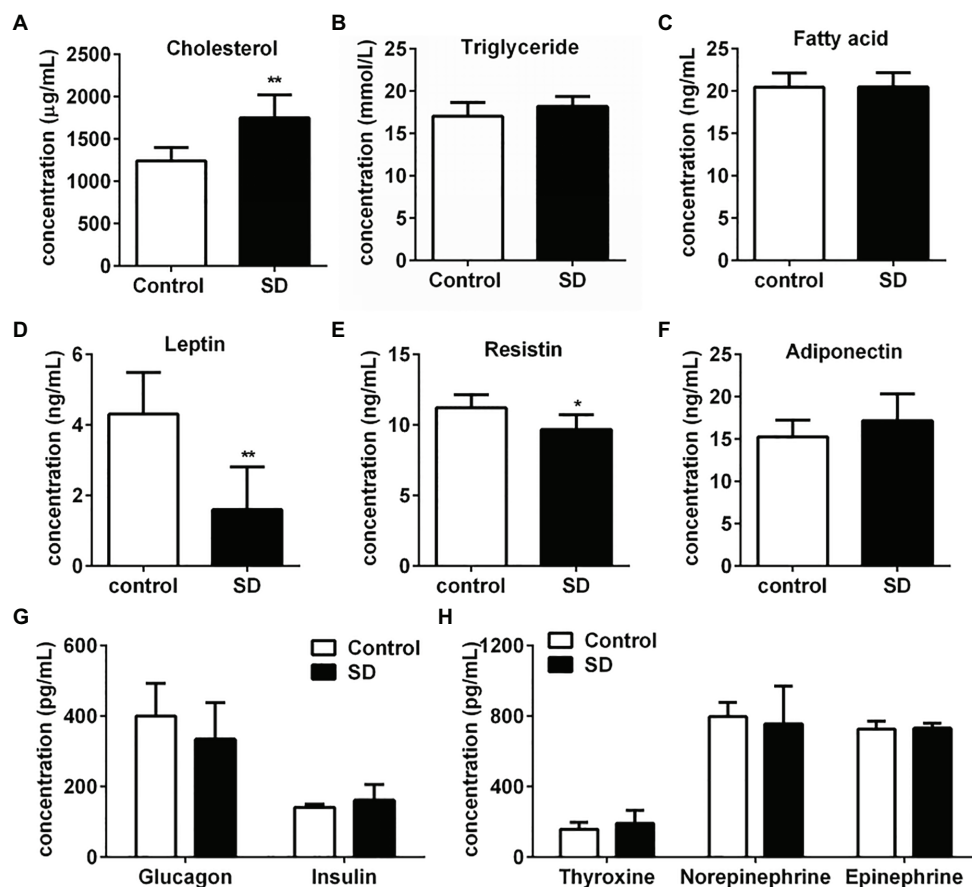 A
Cholesterol
concentration (µg/mL)
2500
2000
1500
1000
500
0
**
Control SD
B
Triglyceride
concentration (mmol/L)
25
20
15
10
5
0
Control SD
C
Fatty acid
concentration (ng/mL
25
20
15
10
5
0
Control SD
D
Leptin
concentration (ng/mL)
6
4
2
0
**
control SD
E
Resistin
concentration (ng/mL)
15
10
5
0
*
control SD
F
Adiponectin
concentration (ng/mL)
25
20
15
10
5
0
control SD
G
concentration (pg/mL)
600
400
200
0
Control
SD
Glucagon Insulin
H
concentration (pg/mL)
1200
800
400
0
Control
SD
Thyroxine Norepinephrine Epinephrine